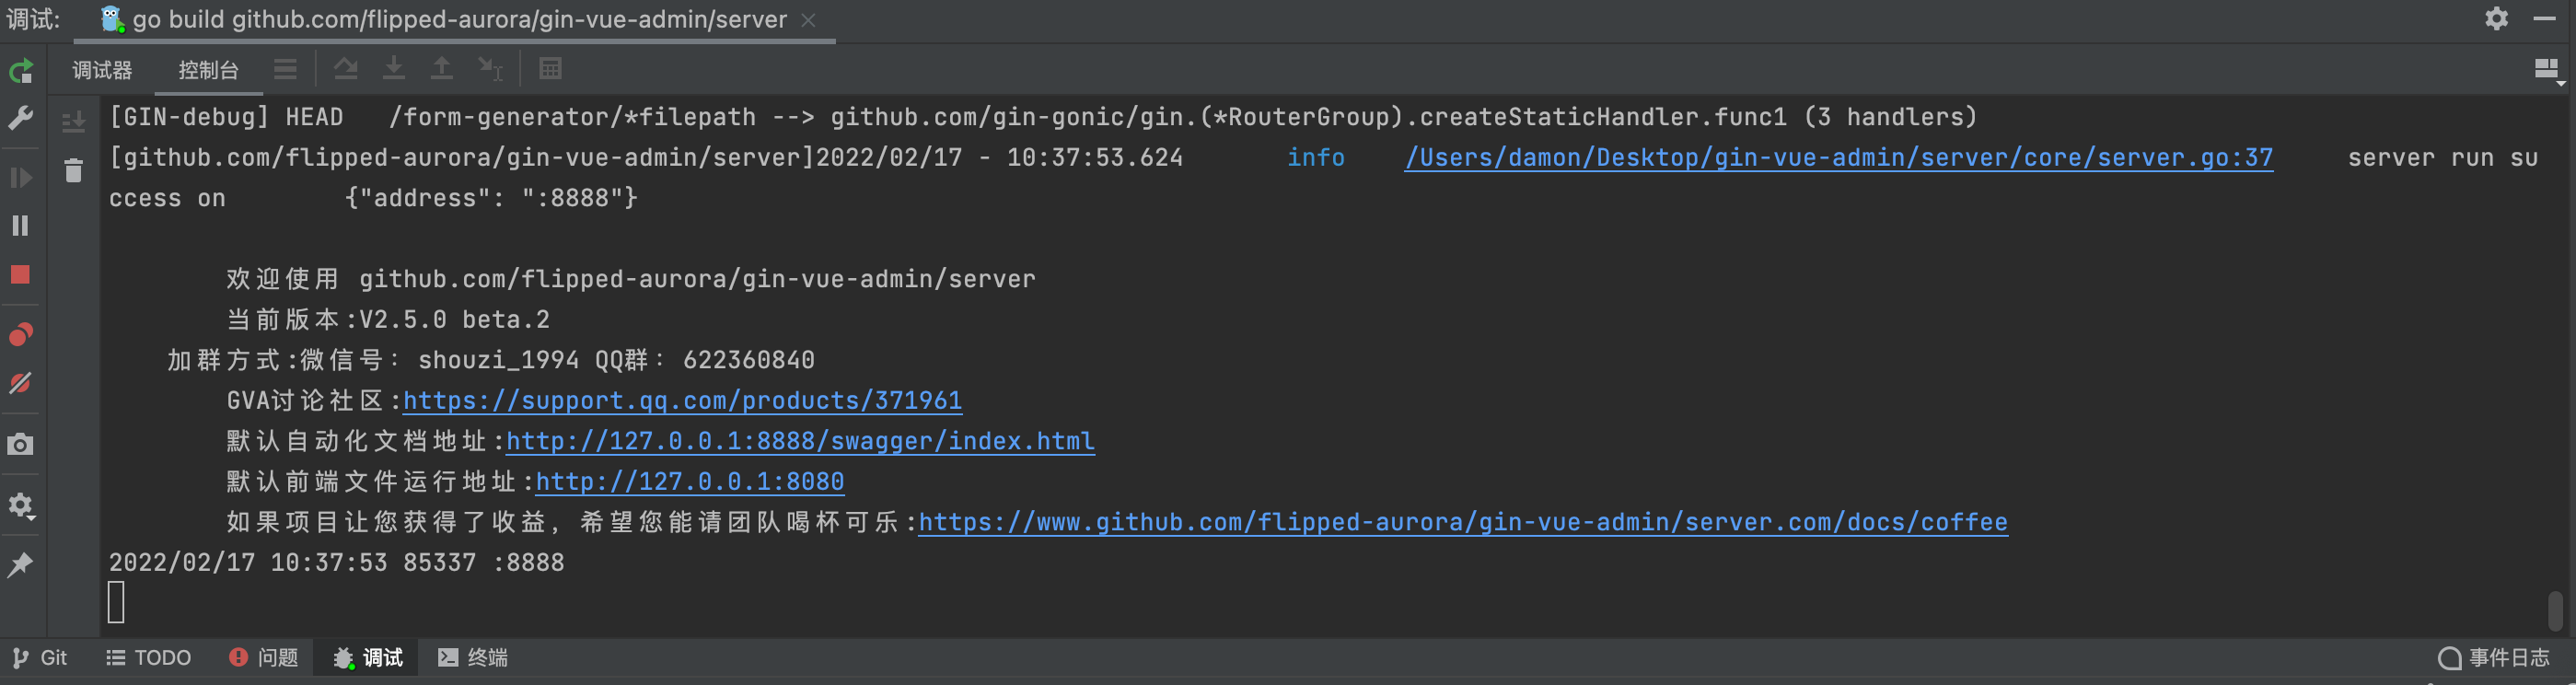 调试: go build github.com/flipped-aurora/gin-vue-admin/server
调试器 控制台
[GIN-debug] HEAD   /form-generator/*filepath --> github.com/gin-gonic/gin.(*RouterGroup).createStaticHandler.func1 (3 handlers)
[github.com/flipped-aurora/gin-vue-admin/server]2022/02/17 - 10:37:53.624 info /Users/damon/Desktop/gin-vue-admin/server/core/server.go:37 server run su
ccess on {"address": ":8888"}
欢迎使用 github.com/flipped-aurora/gin-vue-admin/server
当前版本:V2.5.0 beta.2
加群方式:微信号：shouzi_1994 QQ群：622360840
GVA讨论社区:https://support.qq.com/products/371961
默认自动化文档地址:http://127.0.0.1:8888/swagger/index.html
默认前端文件运行地址:http://127.0.0.1:8080
如果项目让您获得了收益，希望您能请团队喝杯可乐:https://www.github.com/flipped-aurora/gin-vue-admin/server.com/docs/coffee
2022/02/17 10:37:53 85337 :8888
Git TODO 问题 调试 终端 事件日志